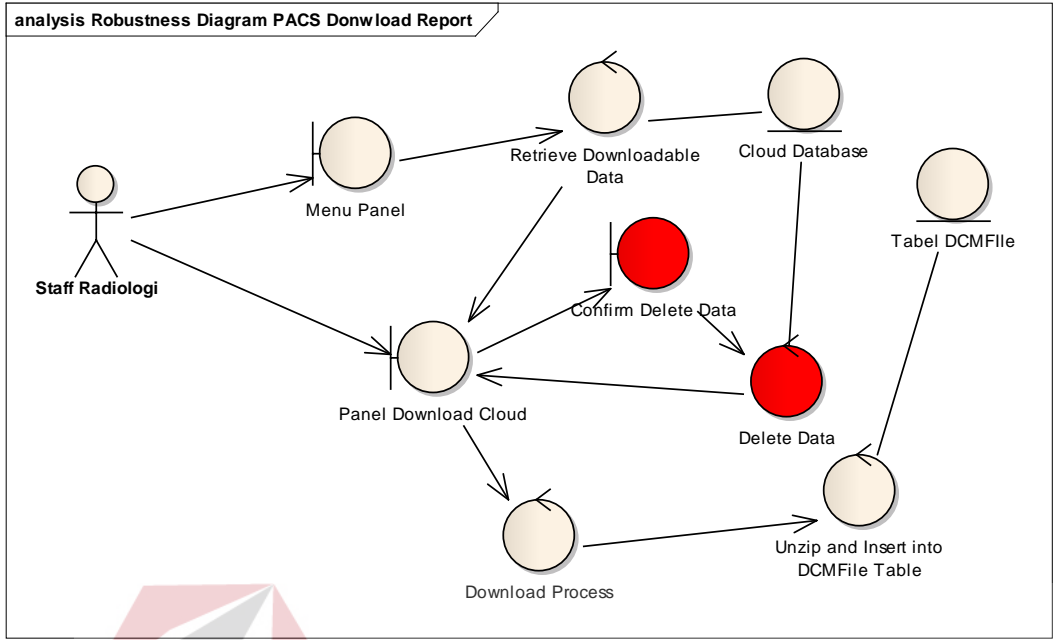 analysis Robustness Diagram PACS Donwload Report
Retrieve Downloadable
Data
Cloud Database
Menu Panel
Tabel DCMFIle
Staff Radiologi
Confirm Delete Data
Panel Download Cloud
Delete Data
Unzip and Insert into
DCMFile Table
Download Process